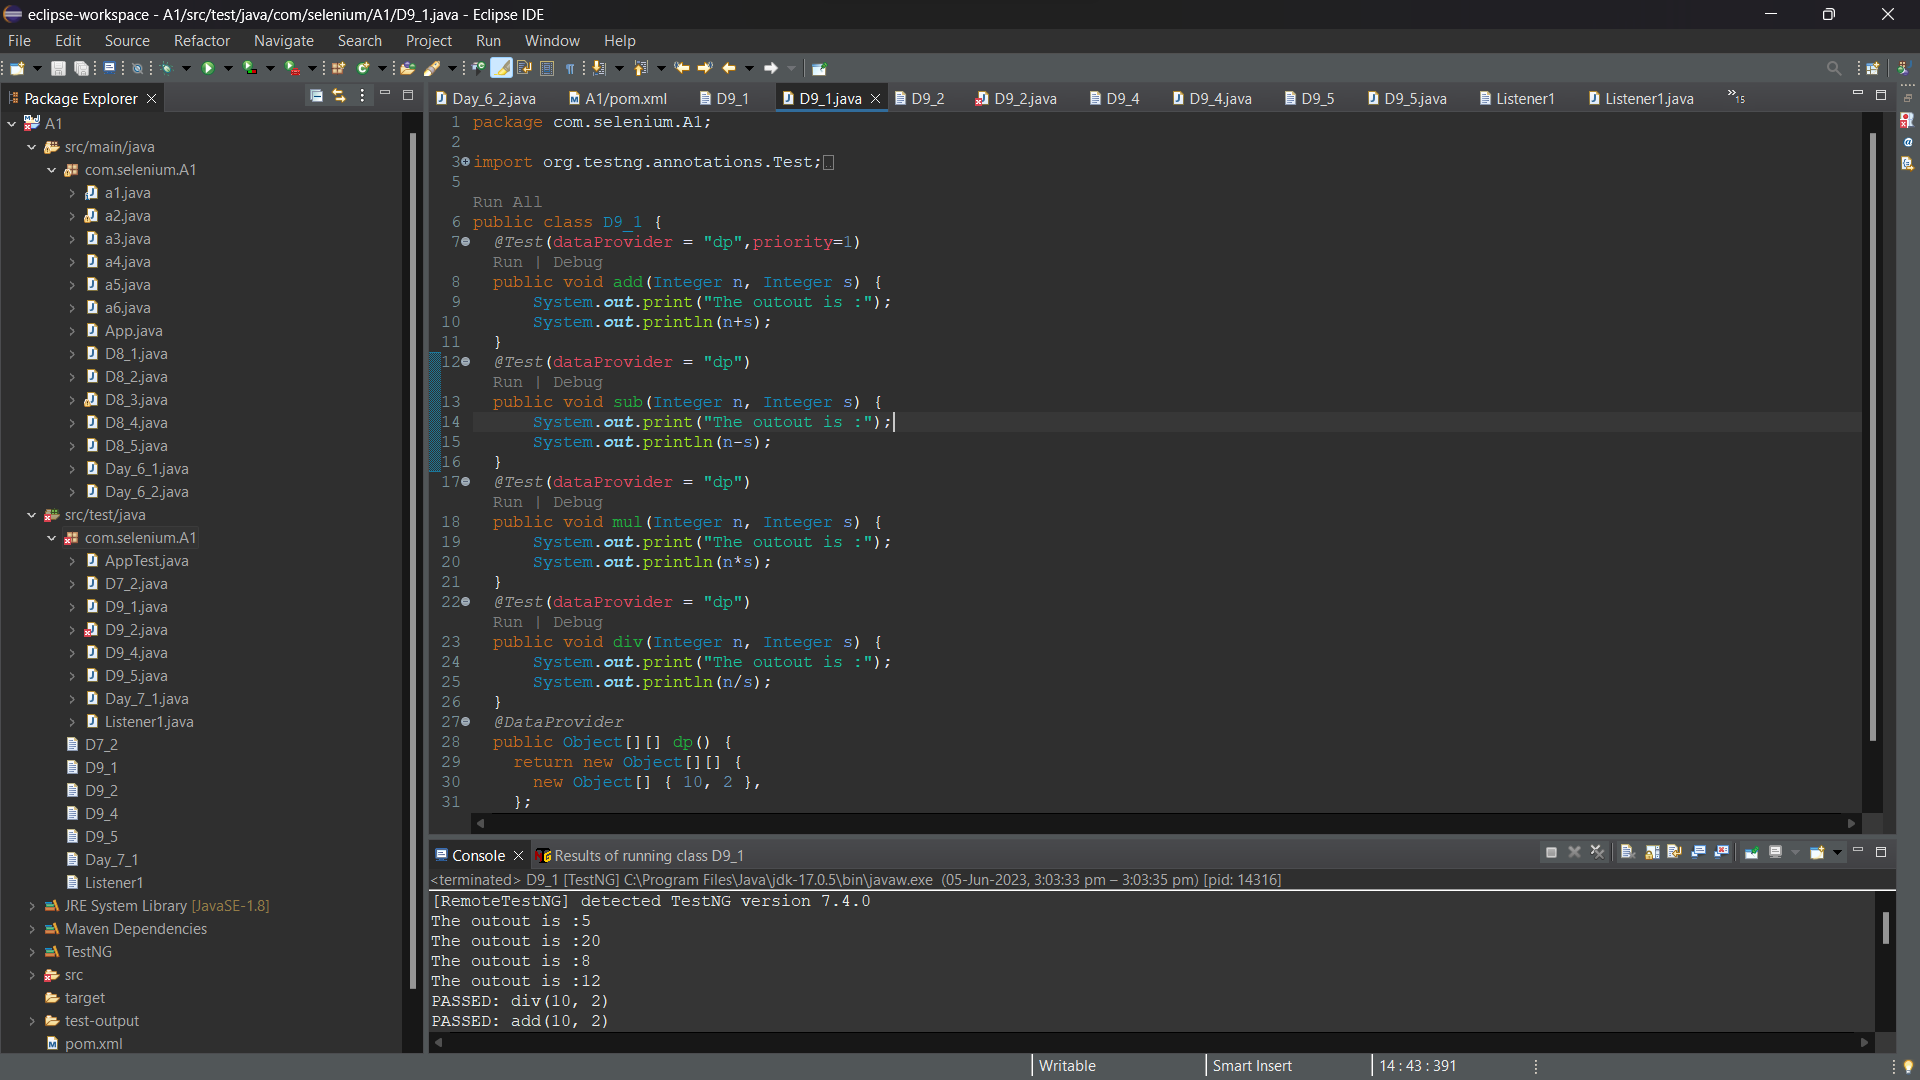 eclipse-workspace - A1/src/test/java/com/selenium/A1/D9_1.java - Eclipse IDE
File Edit Source Refactor Navigate Search Project Run Window Help
Package Explorer
A1
src/main/java
com.selenium.A1
a1.java
a2.java
a3.java
a4.java
a5.java
a6.java
App.java
D8_1.java
D8_2.java
D8_3.java
D8_4.java
D8_5.java
Day_6_1.java
Day_6_2.java
src/test/java
com.selenium.A1
AppTest.java
D7_2.java
D9_1.java
D9_2.java
D9_4.java
D9_5.java
Day_7_1.java
Listener1.java
D7_2
D9_1
D9_2
D9_4
D9_5
Day_7_1
Listener1
JRE System Library [JavaSE-1.8]
Maven Dependencies
TestNG
src
target
test-output
pom.xml
Day_6_2.java A1/pom.xml D9_1 D9_1.java D9_2 D9_2.java D9_4 D9_4.java D9_5 D9_5.java Listener1 Listener1.java »15
1 package com.selenium.A1;
2
3 import org.testng.annotations.Test;
5
Run All
6 public class D9_1 {
7 @Test(dataProvider = "dp",priority=1)
Run | Debug
8 public void add(Integer n, Integer s) {
9 System.out.print("The outout is :");
10 System.out.println(n+s);
11 }
12 @Test(dataProvider = "dp")
Run | Debug
13 public void sub(Integer n, Integer s) {
14 System.out.print("The outout is :");
15 System.out.println(n-s);
16 }
17 @Test(dataProvider = "dp")
Run | Debug
18 public void mul(Integer n, Integer s) {
19 System.out.print("The outout is :");
20 System.out.println(n*s);
21 }
22 @Test(dataProvider = "dp")
Run | Debug
23 public void div(Integer n, Integer s) {
24 System.out.print("The outout is :");
25 System.out.println(n/s);
26 }
27 @DataProvider
28 public Object[][] dp() {
29 return new Object[][] {
30 new Object[] { 10, 2 },
31 };
Console Results of running class D9_1
<terminated> D9_1 [TestNG] C:\Program Files\Java\jdk-17.0.5\bin\javaw.exe (05-Jun-2023, 3:03:33 pm – 3:03:35 pm) [pid: 14316]
[RemoteTestNG] detected TestNG version 7.4.0
The outout is :5
The outout is :20
The outout is :8
The outout is :12
PASSED: div(10, 2)
PASSED: add(10, 2)
Writable Smart Insert 14 : 43 : 391